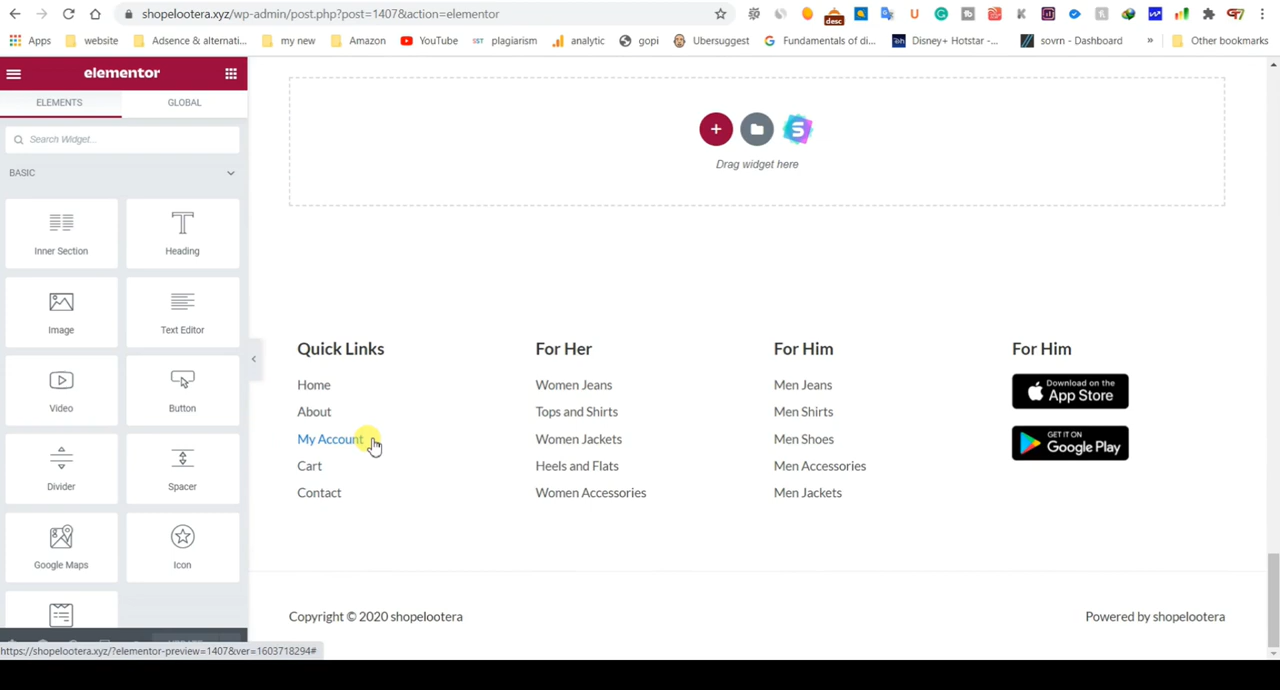 shopelootera.xyz/wp-admin/post.php?post=1407&action=elementor
desc
Apps website Adsence & alternati... my new Amazon YouTube SST plagiarism analytic gopi Ubersuggest Fundamentals of di... Disney+ Hotstar -... sovrn - Dashboard » Other bookmarks
elementor
ELEMENTS GLOBAL
Search Widget...
BASIC
Inner Section Heading
Image Text Editor
Video Button
Divider Spacer
Google Maps Icon
Drag widget here
Quick Links
Home
About
My Account
Cart
Contact
For Her
Women Jeans
Tops and Shirts
Women Jackets
Heels and Flats
Women Accessories
For Him
Men Jeans
Men Shirts
Men Shoes
Men Accessories
Men Jackets
For Him
Download on the
App Store
GET IT ON
Google Play
Copyright © 2020 shopelootera
Powered by shopelootera
https://shopelootera.xyz/?elementor-preview=1407&ver=1603718294#